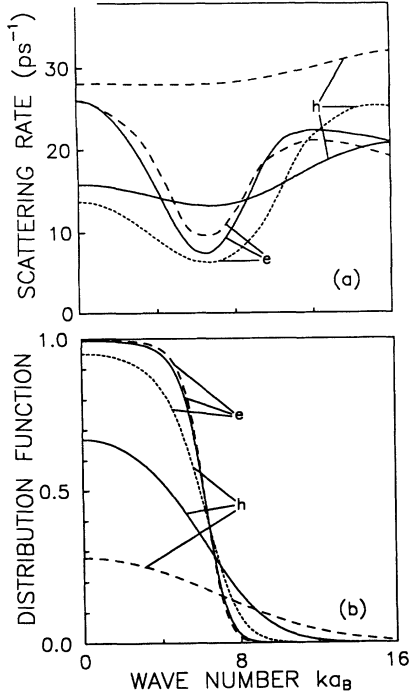 SCATTERING RATE (ps⁻¹)
30
20
10
0
h
e
(a)
DISTRIBUTION FUNCTION
1.0
0.5
0.0
e
h
(b)
0
8
16
WAVE NUMBER kaB